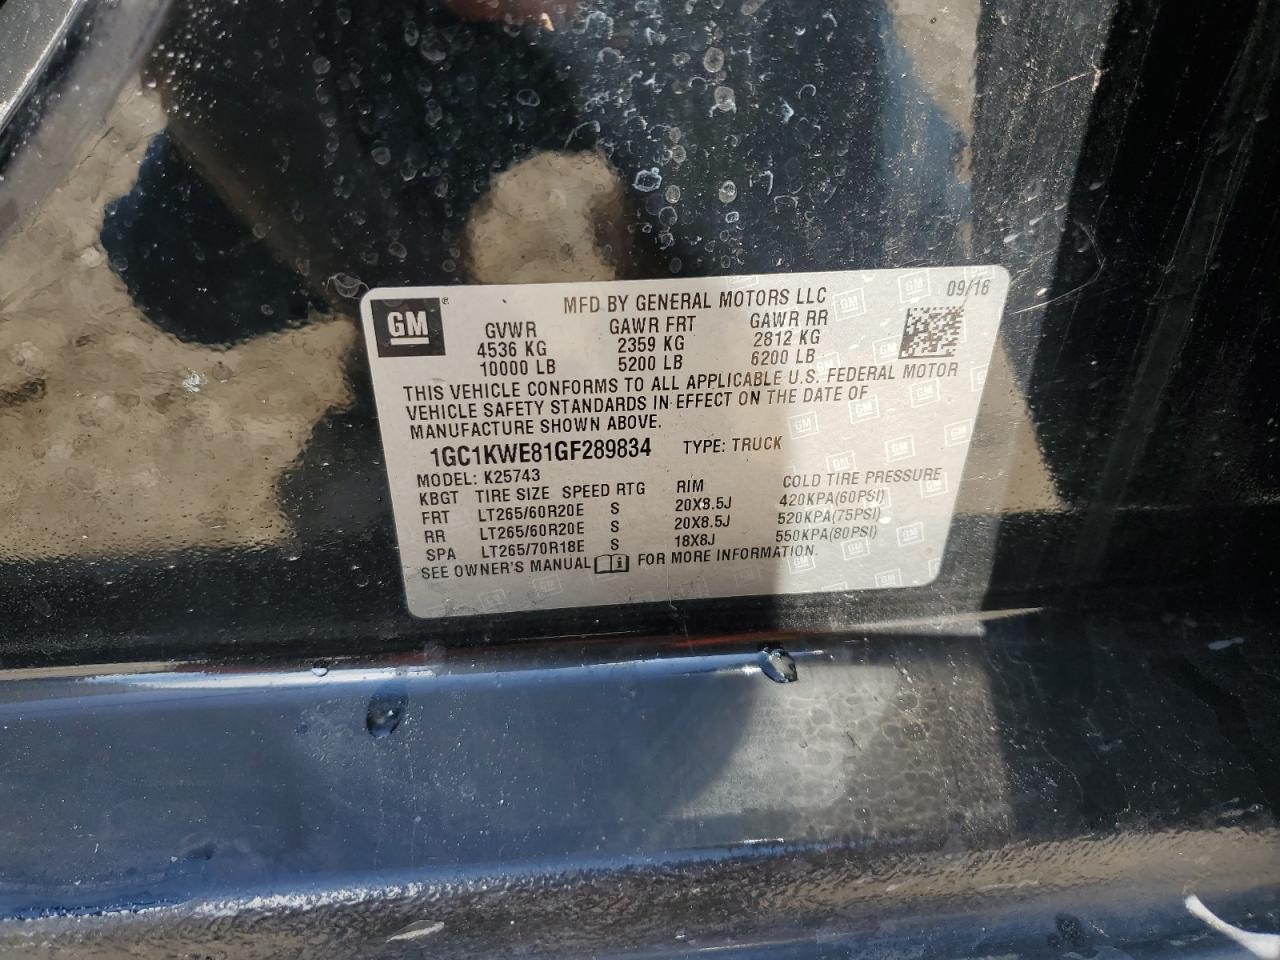 GM ® MFD BY GENERAL MOTORS LLC 09/16
GVWR GAWR FRT GAWR RR
4536 KG 2359 KG 2812 KG
10000 LB 5200 LB 6200 LB
THIS VEHICLE CONFORMS TO ALL APPLICABLE U.S. FEDERAL MOTOR
VEHICLE SAFETY STANDARDS IN EFFECT ON THE DATE OF
MANUFACTURE SHOWN ABOVE.
1GC1KWE81GF289834 TYPE: TRUCK
MODEL: K25743
KBGT TIRE SIZE SPEED RTG RIM COLD TIRE PRESSURE
FRT LT265/60R20E S 20X8.5J 420KPA(60PSI)
RR LT265/60R20E S 20X8.5J 520KPA(75PSI)
SPA LT265/70R18E S 18X8J 550KPA(80PSI)
SEE OWNER'S MANUAL FOR MORE INFORMATION.